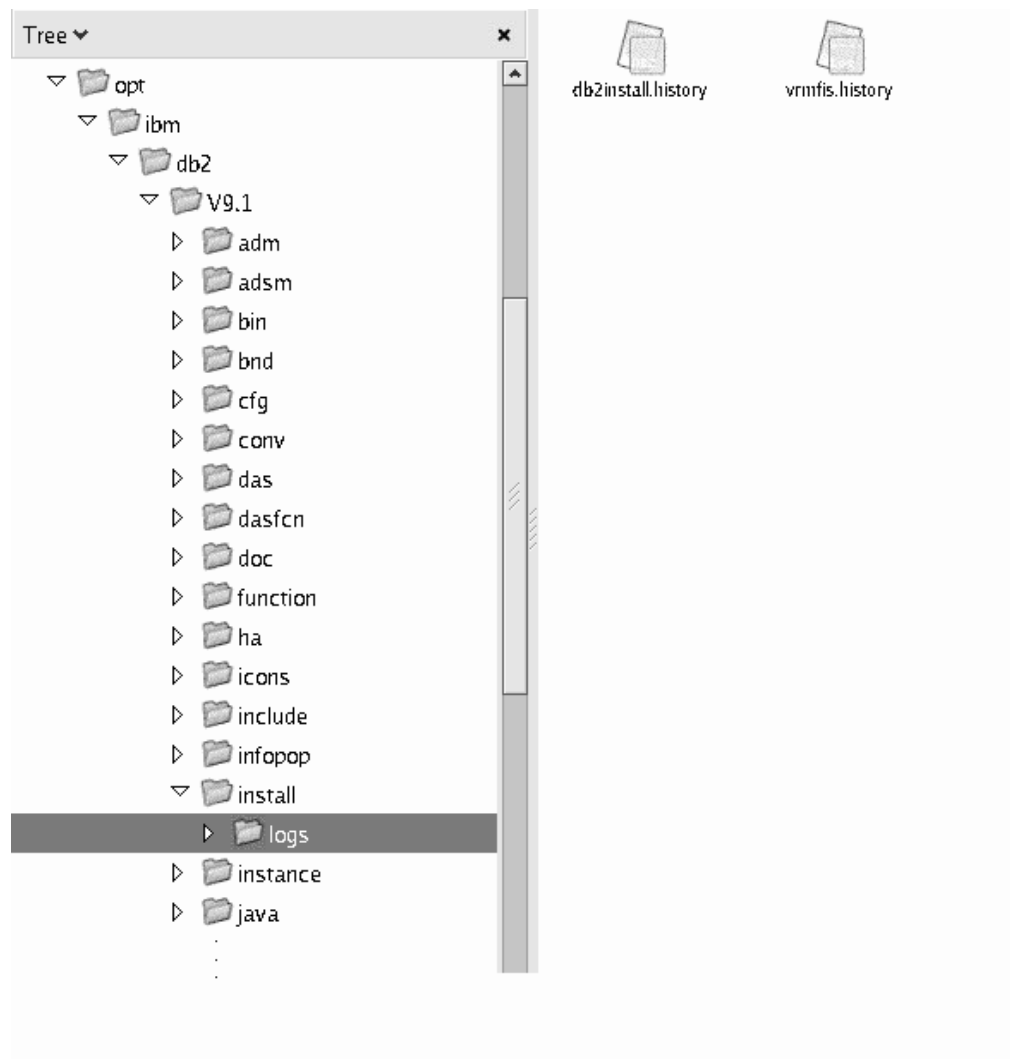 Tree
opt
ibm
db2
V9.1
adm
adsm
bin
bnd
cfg
conv
das
dasfcn
doc
function
ha
icons
include
infopop
install
logs
instance
java
db2install.history
vrmfis.history